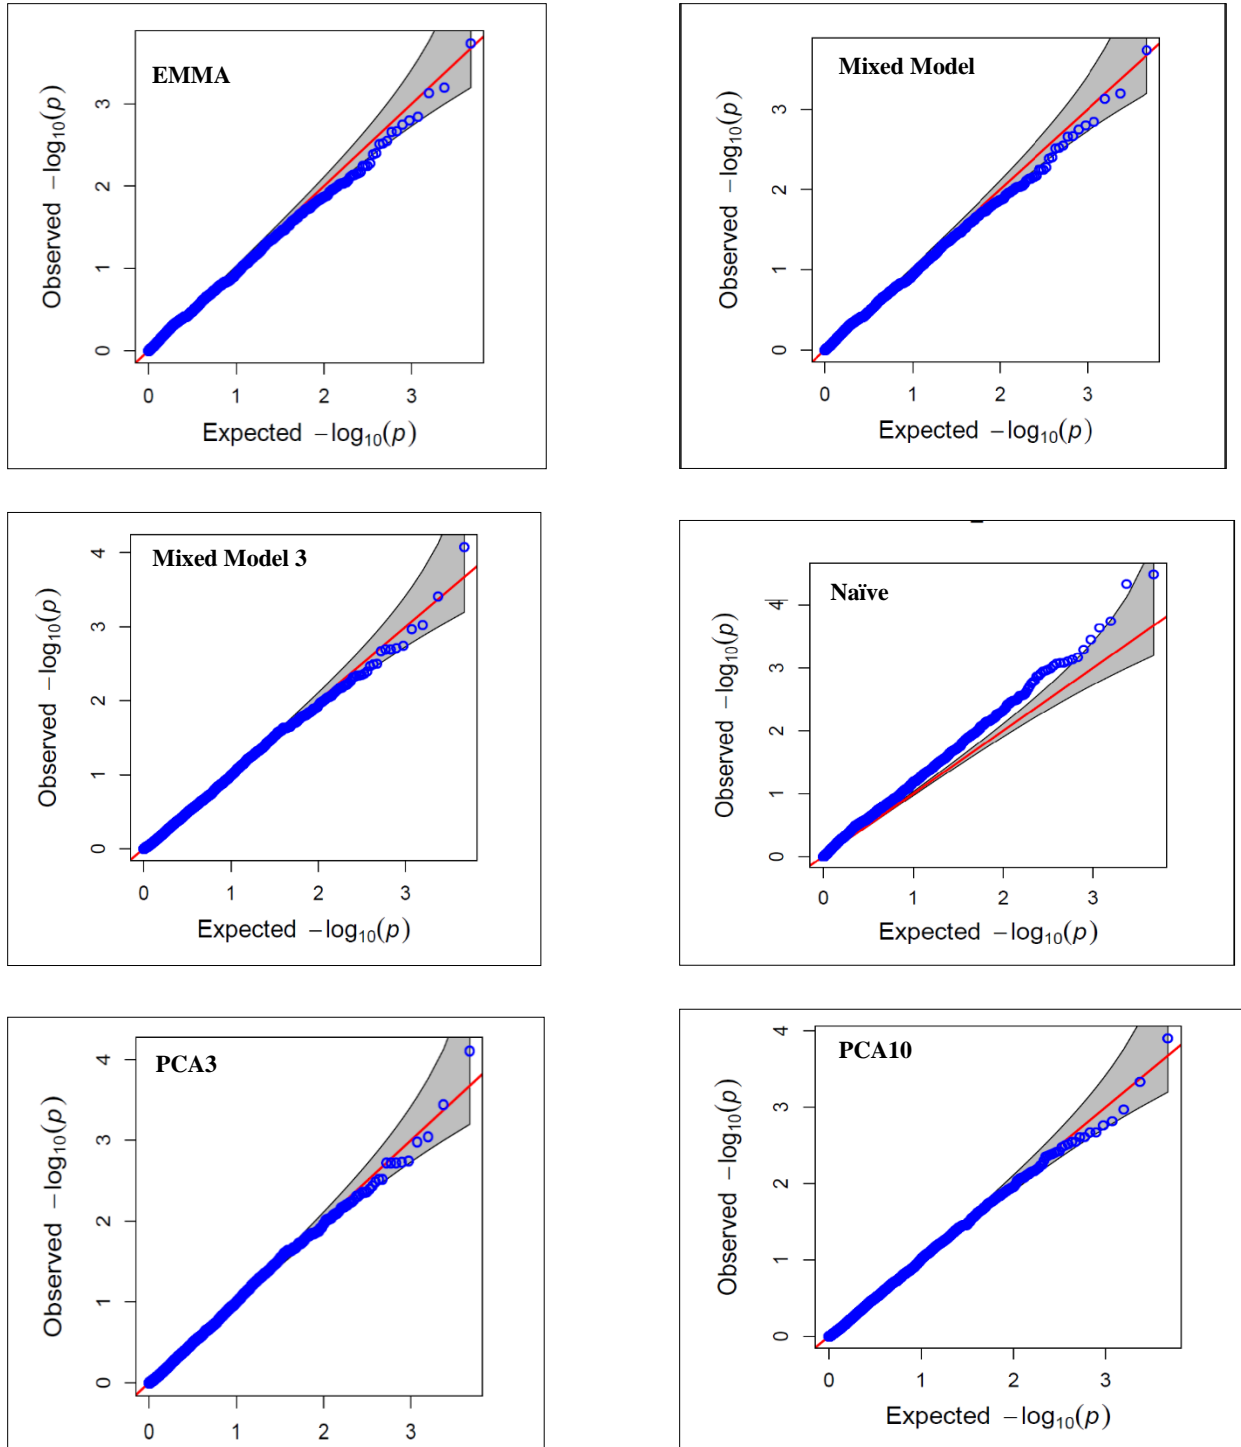 EMMA
Observed −log10(p)
0 1 2 3
0 1 2 3
Expected −log10(p)
Mixed Model
Observed −log10(p)
0 1 2 3
0 1 2 3
Expected −log10(p)
Mixed Model 3
Observed −log10(p)
0 1 2 3 4
0 1 2 3
Expected −log10(p)
Naïve
Observed −log10(p)
0 1 2 3 4
0 1 2 3
Expected −log10(p)
PCA3
Observed −log10(p)
0 1 2 3 4
0 1 2 3
PCA10
Observed −log10(p)
0 1 2 3 4
0 1 2 3
Expected −log10(p)